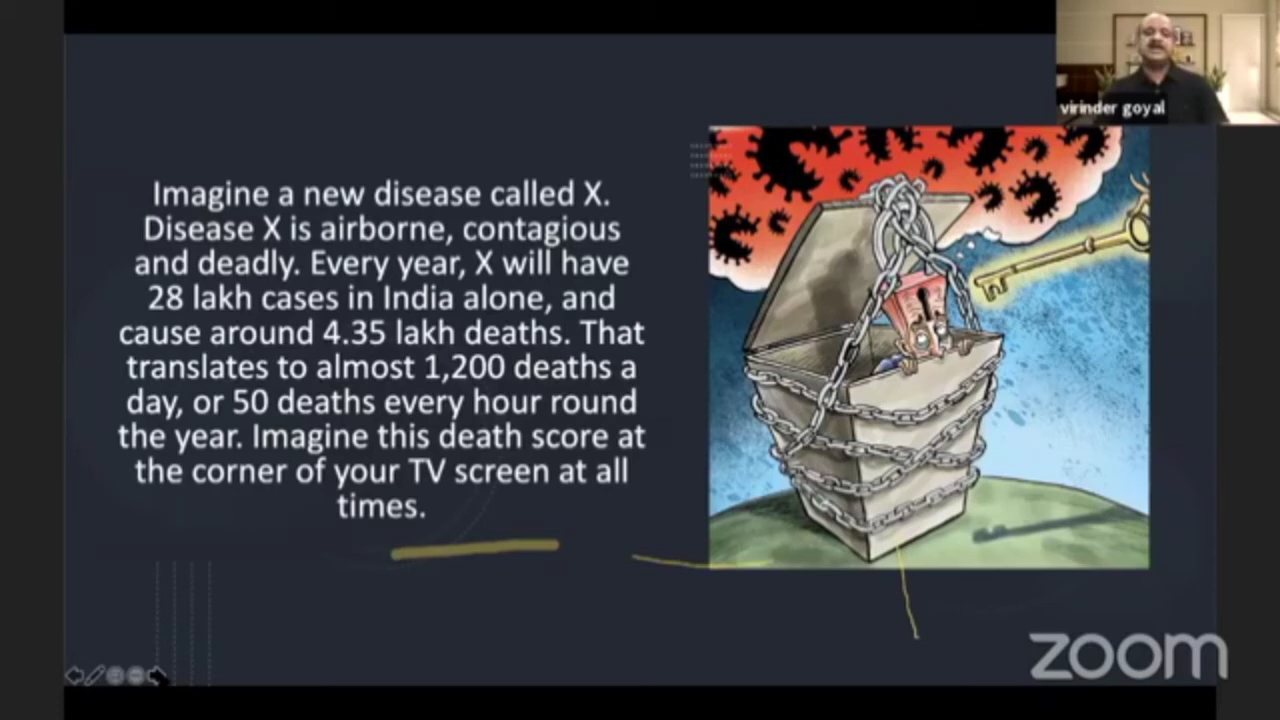 virinder goyal
Imagine a new disease called X.
Disease X is airborne, contagious
and deadly. Every year, X will have
28 lakh cases in India alone, and
cause around 4.35 lakh deaths. That
translates to almost 1,200 deaths a
day, or 50 deaths every hour round
the year. Imagine this death score at
the corner of your TV screen at all
times.
zoom